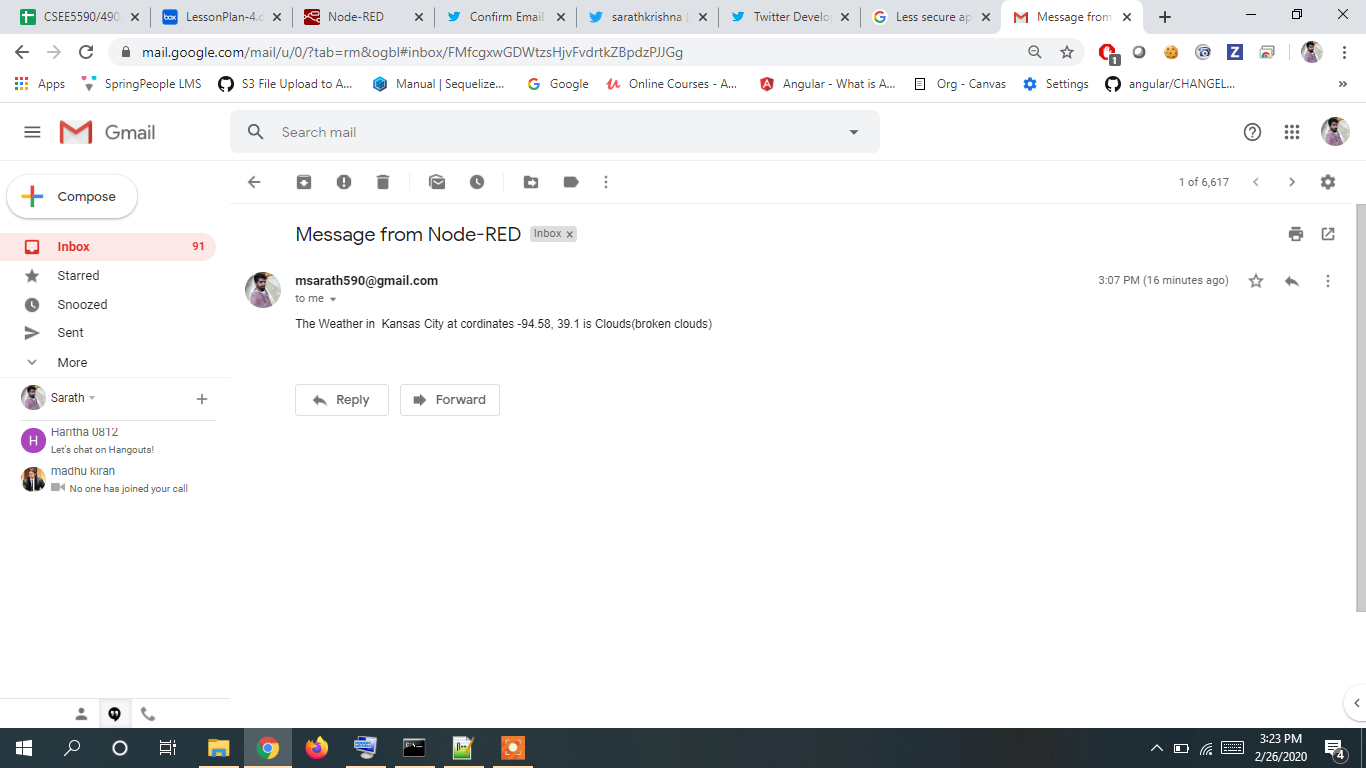 CSEE5590/490
LessonPlan-4.c
Node-RED
Confirm Email
sarathkrishna (
Twitter Develo
Less secure ap
Message from
mail.google.com/mail/u/0/?tab=rm&ogbl#inbox/FMfcgxwGDWtzsHjvFvdrtkZBpdzPJJGg
1
Apps
SpringPeople LMS
S3 File Upload to A...
Manual | Sequelize...
Google
Online Courses - A...
Angular - What is A...
Org - Canvas
Settings
angular/CHANGEL...
»
Gmail
Search mail
Compose
1 of 6,617
Inbox 91
Starred
Snoozed
Sent
More
Message from Node-RED
Inbox x
msarath590@gmail.com
3:07 PM (16 minutes ago)
to me
The Weather in  Kansas City at cordinates -94.58, 39.1 is Clouds(broken clouds)
Reply
Forward
Sarath
H
Haritha 0812
Let's chat on Hangouts!
madhu kiran
No one has joined your call
3:23 PM
2/26/2020
4